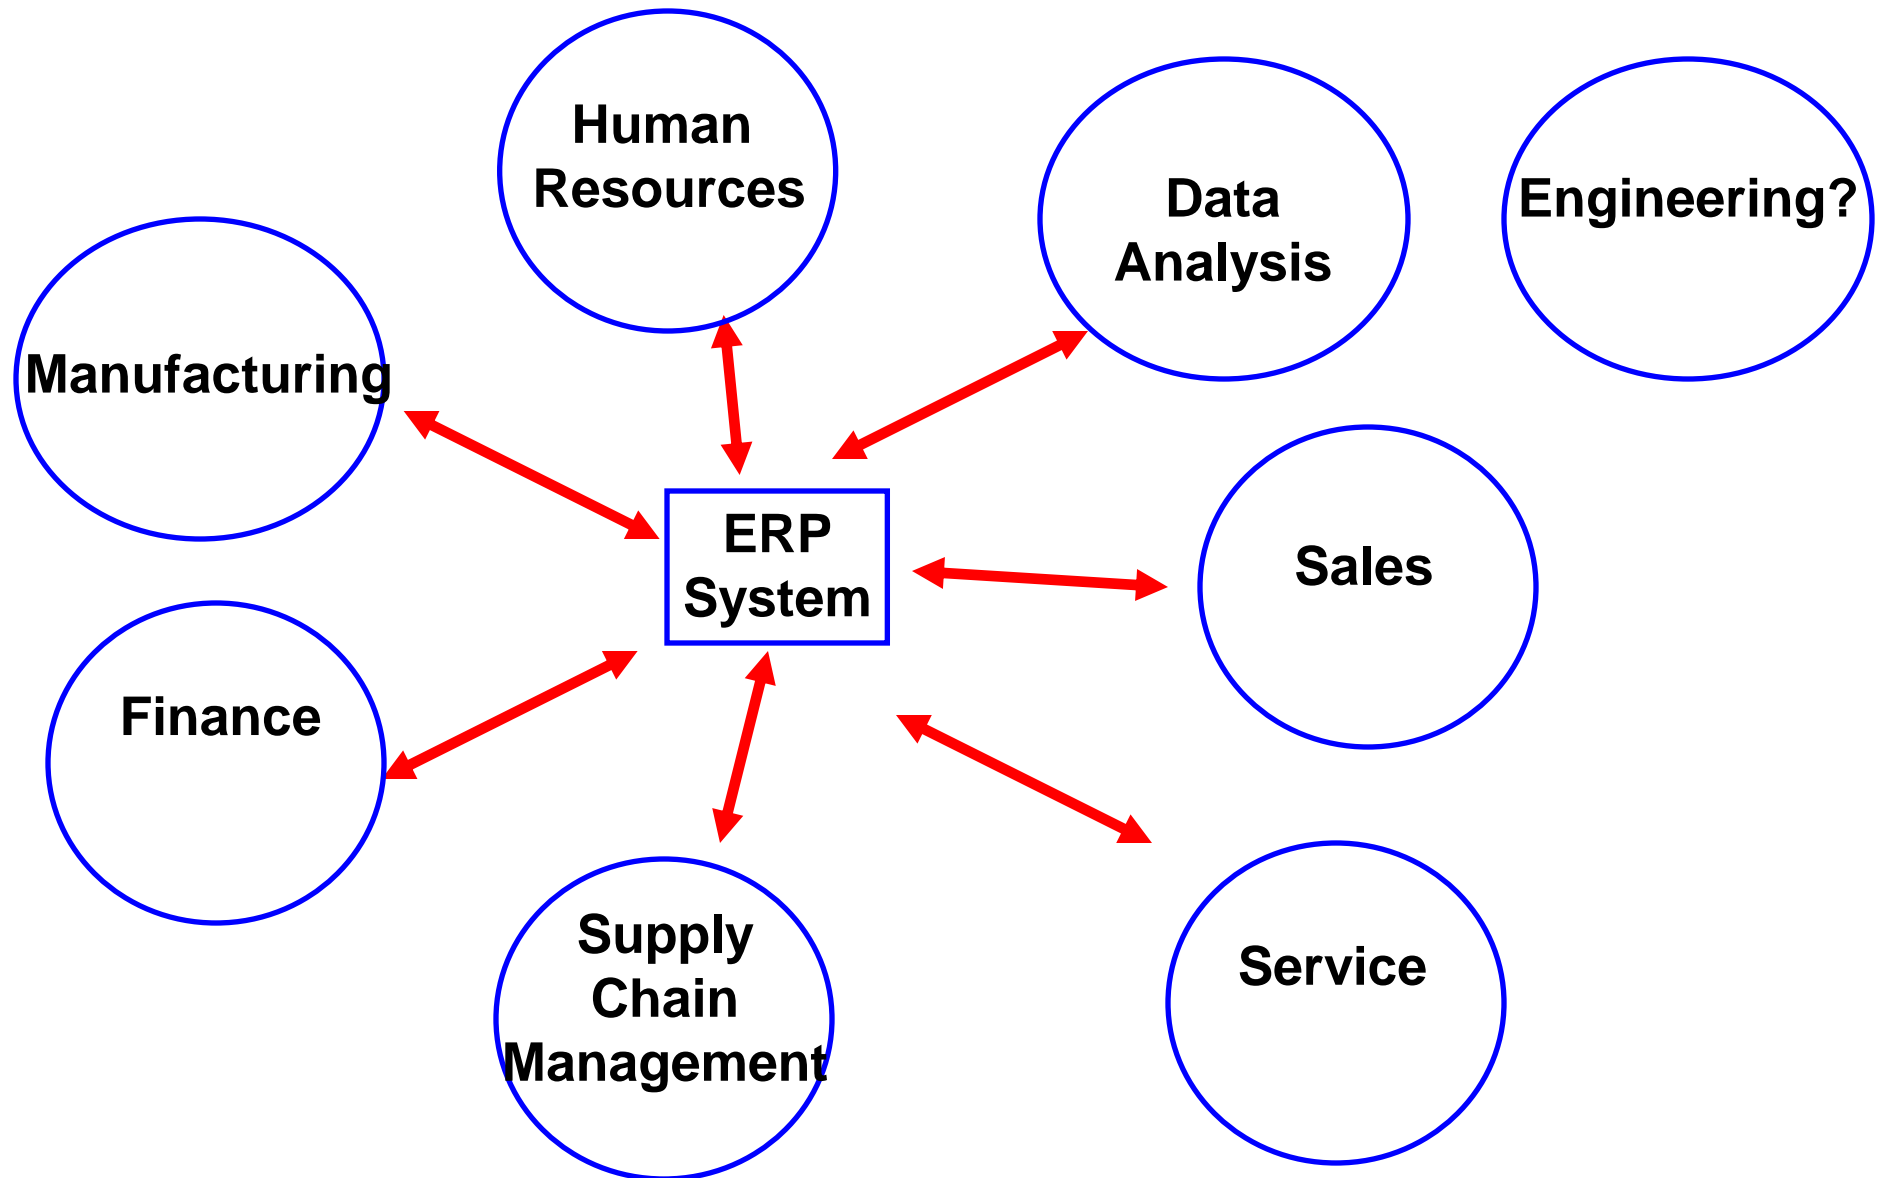 Human
Resources
Data
Analysis
Engineering?
Manufacturing
ERP
System
Sales
Finance
Supply
Chain
Management
Service